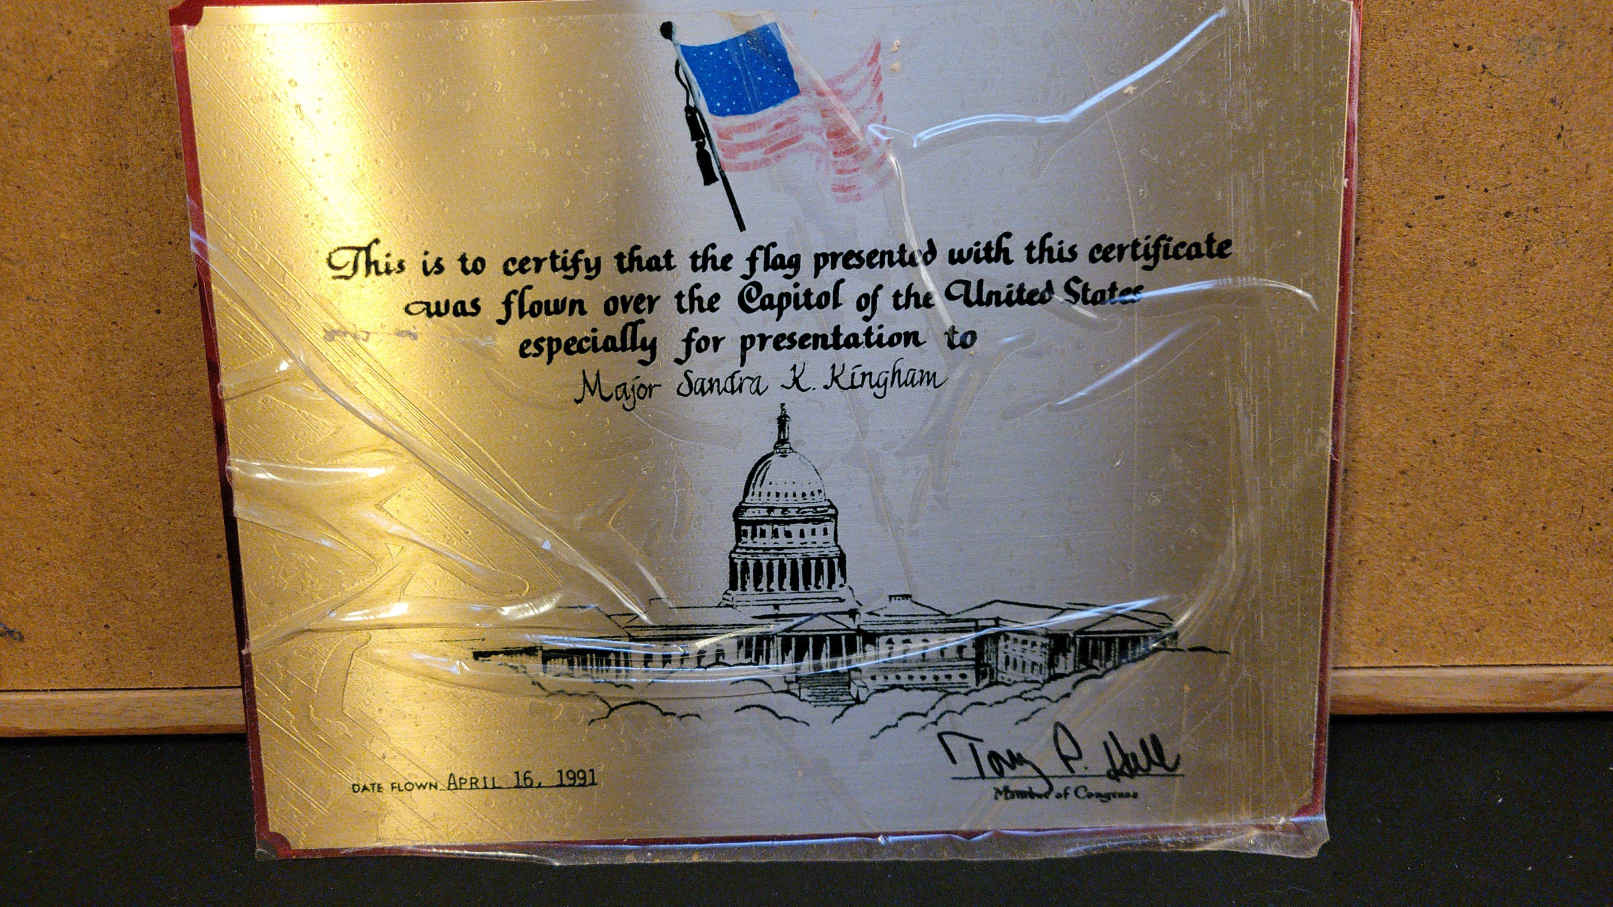 This is to certify that the flag presented with this certificate
was flown over the Capitol of the United States
especially for presentation to
Major Sandra K. Kingham
Tony P. Hall
Member of Congress
DATE FLOWN APRIL 16, 1991